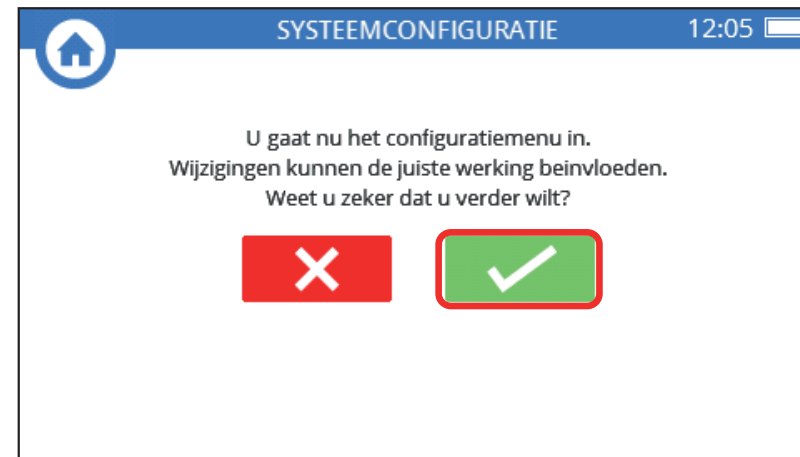 SYSTEEMCONFIGURATIE 12:05
U gaat nu het configuratiemenu in.
Wijzigingen kunnen de juiste werking beinvloeden.
Weet u zeker dat u verder wilt?